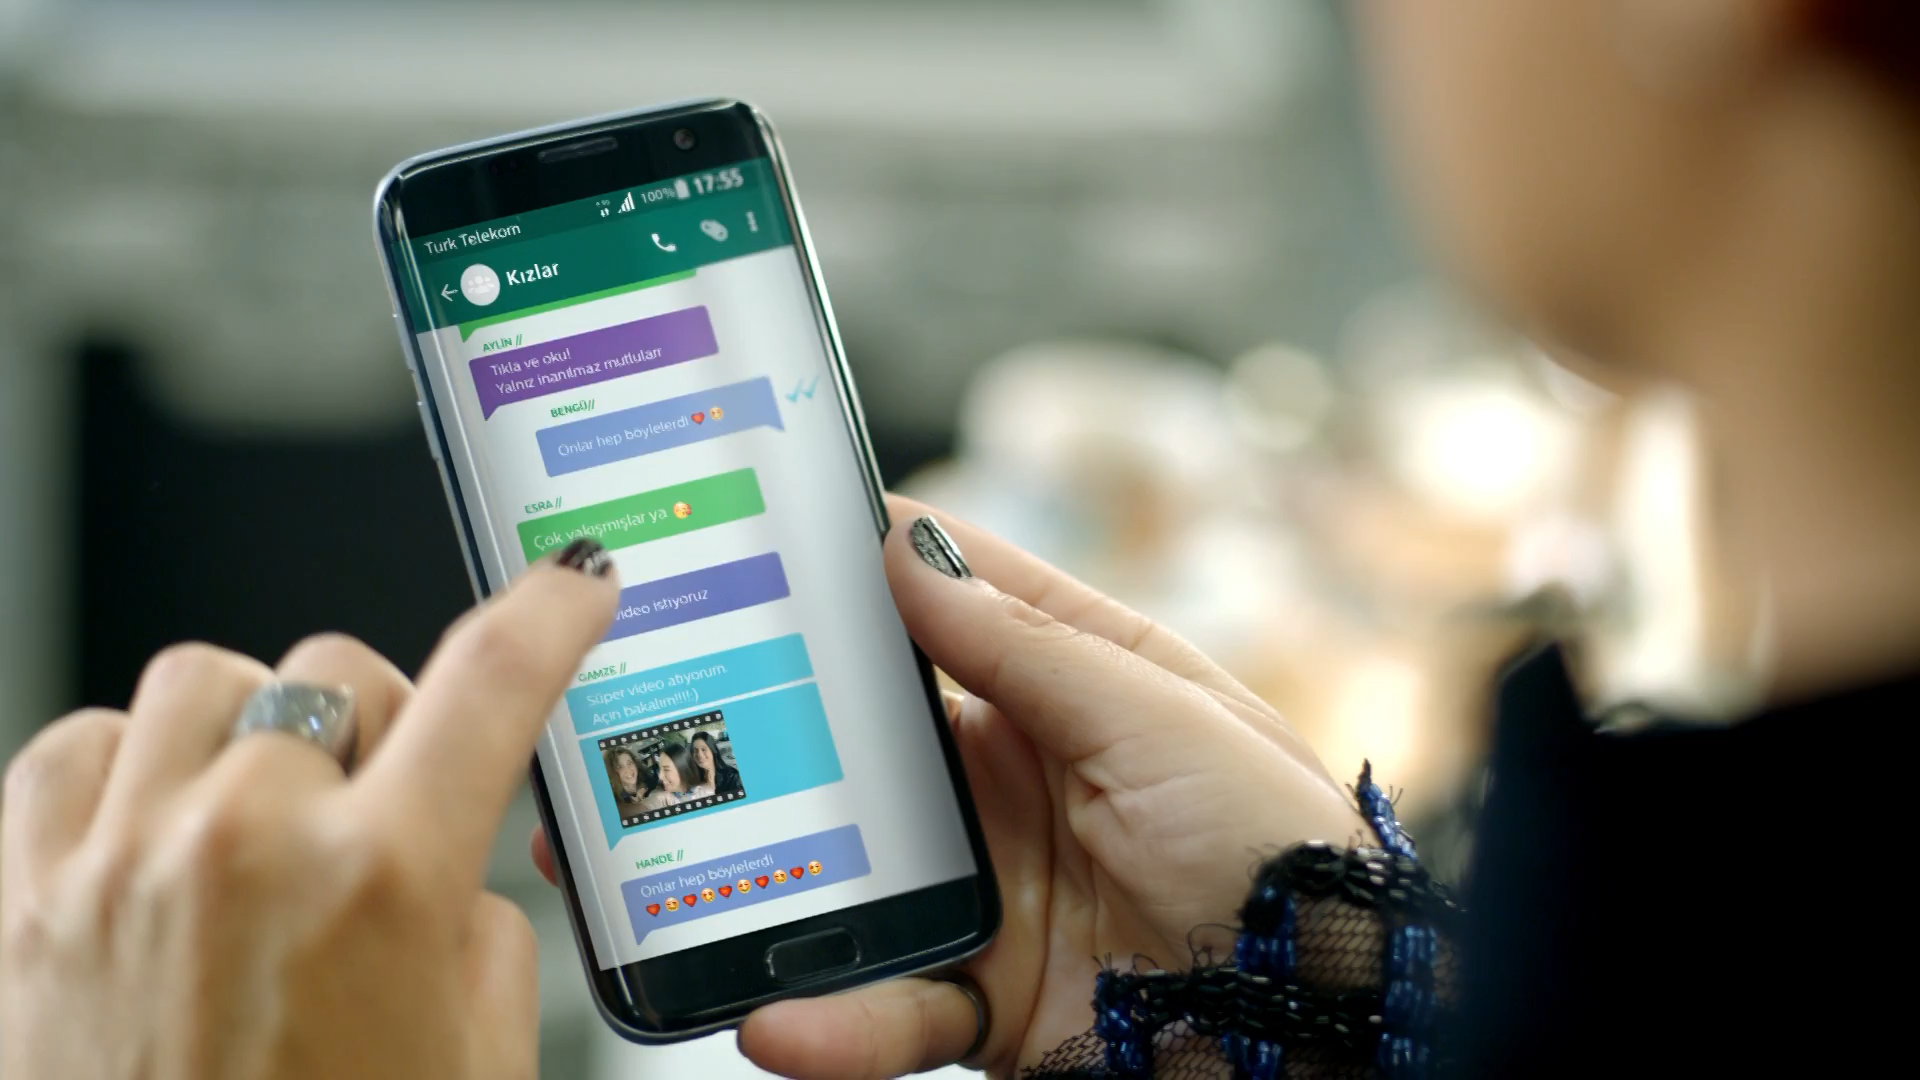 Turk Telekom
100% 17:55
Kızlar
AYLİN //
Tıkla ve oku!
Yalnız inanılmaz mutlularr
BENGÜ//
Onlar hep böylelerdi
ESRA //
Çok yakışmışlar ya
video istiyoruz
GAMZE //
Süper video atıyorum.
Açın bakalım!!!!:)
HANDE //
Onlar hep böylelerdi